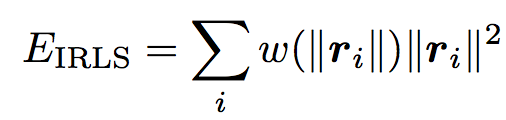 E_IRLS = ∑_i w(‖r_i‖)‖r_i‖²